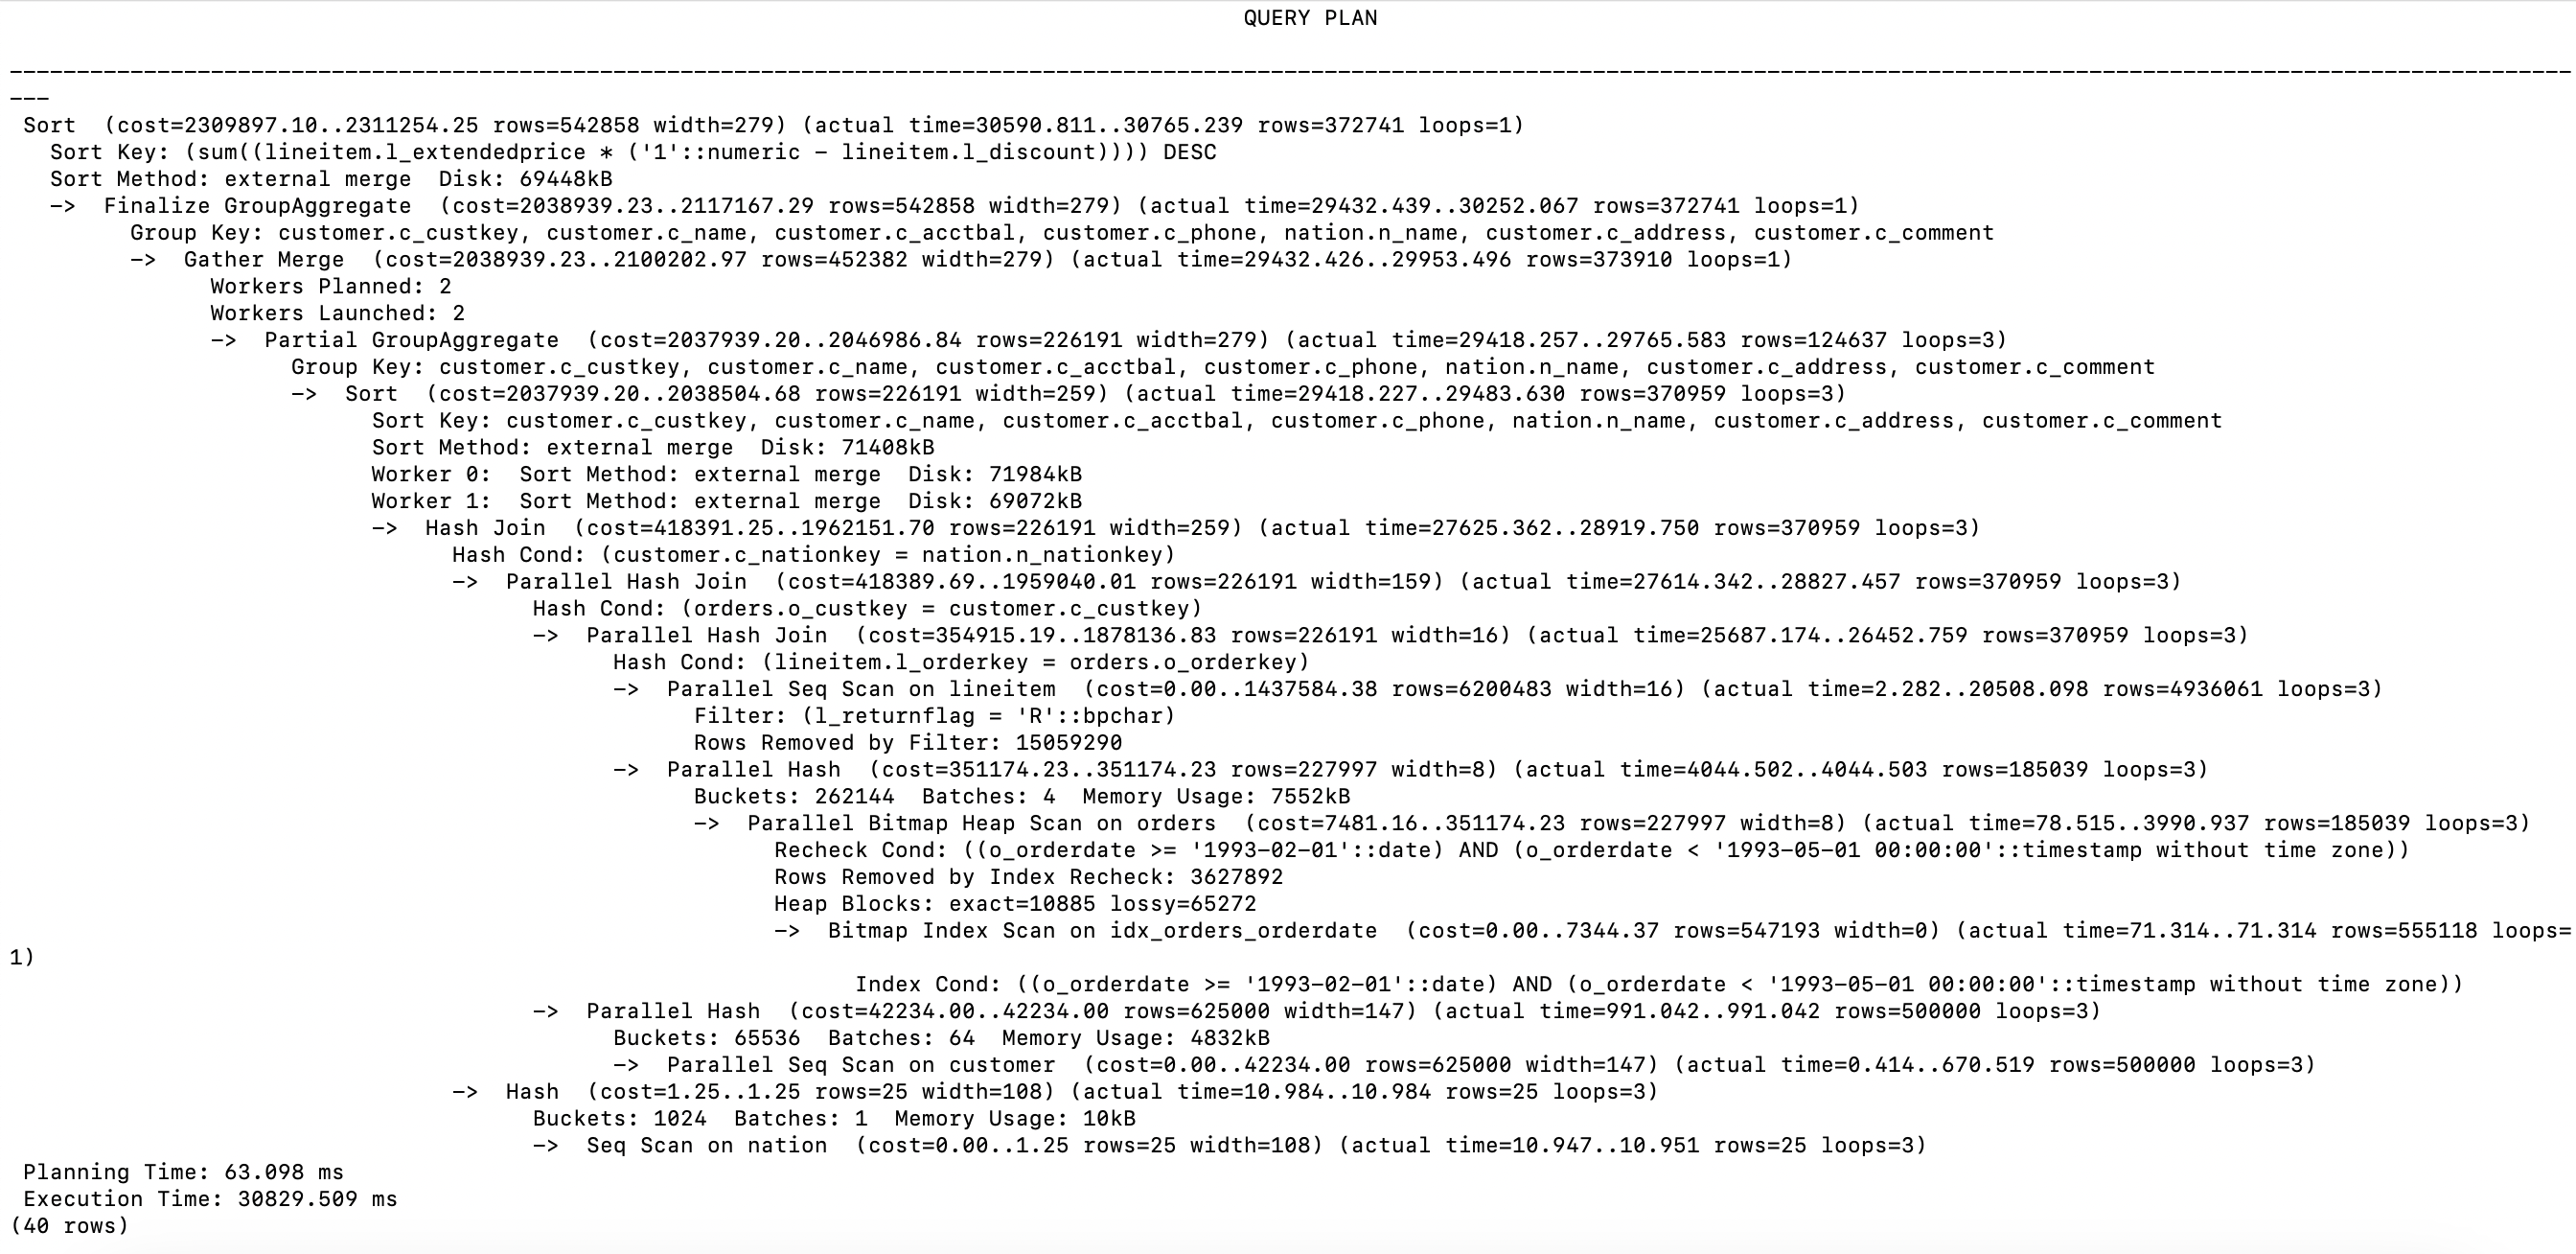 QUERY PLAN
--------------------------------------------------------------------------------------------------------------------------------------------------------------------------------------------
---
Sort  (cost=2309897.10..2311254.25 rows=542858 width=279) (actual time=30590.811..30765.239 rows=372741 loops=1)
Sort Key: (sum((lineitem.l_extendedprice * ('1'::numeric - lineitem.l_discount)))) DESC
Sort Method: external merge  Disk: 69448kB
->  Finalize GroupAggregate  (cost=2038939.23..2117167.29 rows=542858 width=279) (actual time=29432.439..30252.067 rows=372741 loops=1)
Group Key: customer.c_custkey, customer.c_name, customer.c_acctbal, customer.c_phone, nation.n_name, customer.c_address, customer.c_comment
->  Gather Merge  (cost=2038939.23..2100202.97 rows=452382 width=279) (actual time=29432.426..29953.496 rows=373910 loops=1)
Workers Planned: 2
Workers Launched: 2
->  Partial GroupAggregate  (cost=2037939.20..2046986.84 rows=226191 width=279) (actual time=29418.257..29765.583 rows=124637 loops=3)
Group Key: customer.c_custkey, customer.c_name, customer.c_acctbal, customer.c_phone, nation.n_name, customer.c_address, customer.c_comment
->  Sort  (cost=2037939.20..2038504.68 rows=226191 width=259) (actual time=29418.227..29483.630 rows=370959 loops=3)
Sort Key: customer.c_custkey, customer.c_name, customer.c_acctbal, customer.c_phone, nation.n_name, customer.c_address, customer.c_comment
Sort Method: external merge  Disk: 71408kB
Worker 0:  Sort Method: external merge  Disk: 71984kB
Worker 1:  Sort Method: external merge  Disk: 69072kB
->  Hash Join  (cost=418391.25..1962151.70 rows=226191 width=259) (actual time=27625.362..28919.750 rows=370959 loops=3)
Hash Cond: (customer.c_nationkey = nation.n_nationkey)
->  Parallel Hash Join  (cost=418389.69..1959040.01 rows=226191 width=159) (actual time=27614.342..28827.457 rows=370959 loops=3)
Hash Cond: (orders.o_custkey = customer.c_custkey)
->  Parallel Hash Join  (cost=354915.19..1878136.83 rows=226191 width=16) (actual time=25687.174..26452.759 rows=370959 loops=3)
Hash Cond: (lineitem.l_orderkey = orders.o_orderkey)
->  Parallel Seq Scan on lineitem  (cost=0.00..1437584.38 rows=6200483 width=16) (actual time=2.282..20508.098 rows=4936061 loops=3)
Filter: (l_returnflag = 'R'::bpchar)
Rows Removed by Filter: 15059290
->  Parallel Hash  (cost=351174.23..351174.23 rows=227997 width=8) (actual time=4044.502..4044.503 rows=185039 loops=3)
Buckets: 262144  Batches: 4  Memory Usage: 7552kB
->  Parallel Bitmap Heap Scan on orders  (cost=7481.16..351174.23 rows=227997 width=8) (actual time=78.515..3990.937 rows=185039 loops=3)
Recheck Cond: ((o_orderdate >= '1993-02-01'::date) AND (o_orderdate < '1993-05-01 00:00:00'::timestamp without time zone))
Rows Removed by Index Recheck: 3627892
Heap Blocks: exact=10885 lossy=65272
->  Bitmap Index Scan on idx_orders_orderdate  (cost=0.00..7344.37 rows=547193 width=0) (actual time=71.314..71.314 rows=555118 loops=
1)
Index Cond: ((o_orderdate >= '1993-02-01'::date) AND (o_orderdate < '1993-05-01 00:00:00'::timestamp without time zone))
->  Parallel Hash  (cost=42234.00..42234.00 rows=625000 width=147) (actual time=991.042..991.042 rows=500000 loops=3)
Buckets: 65536  Batches: 64  Memory Usage: 4832kB
->  Parallel Seq Scan on customer  (cost=0.00..42234.00 rows=625000 width=147) (actual time=0.414..670.519 rows=500000 loops=3)
->  Hash  (cost=1.25..1.25 rows=25 width=108) (actual time=10.984..10.984 rows=25 loops=3)
Buckets: 1024  Batches: 1  Memory Usage: 10kB
->  Seq Scan on nation  (cost=0.00..1.25 rows=25 width=108) (actual time=10.947..10.951 rows=25 loops=3)
Planning Time: 63.098 ms
Execution Time: 30829.509 ms
(40 rows)